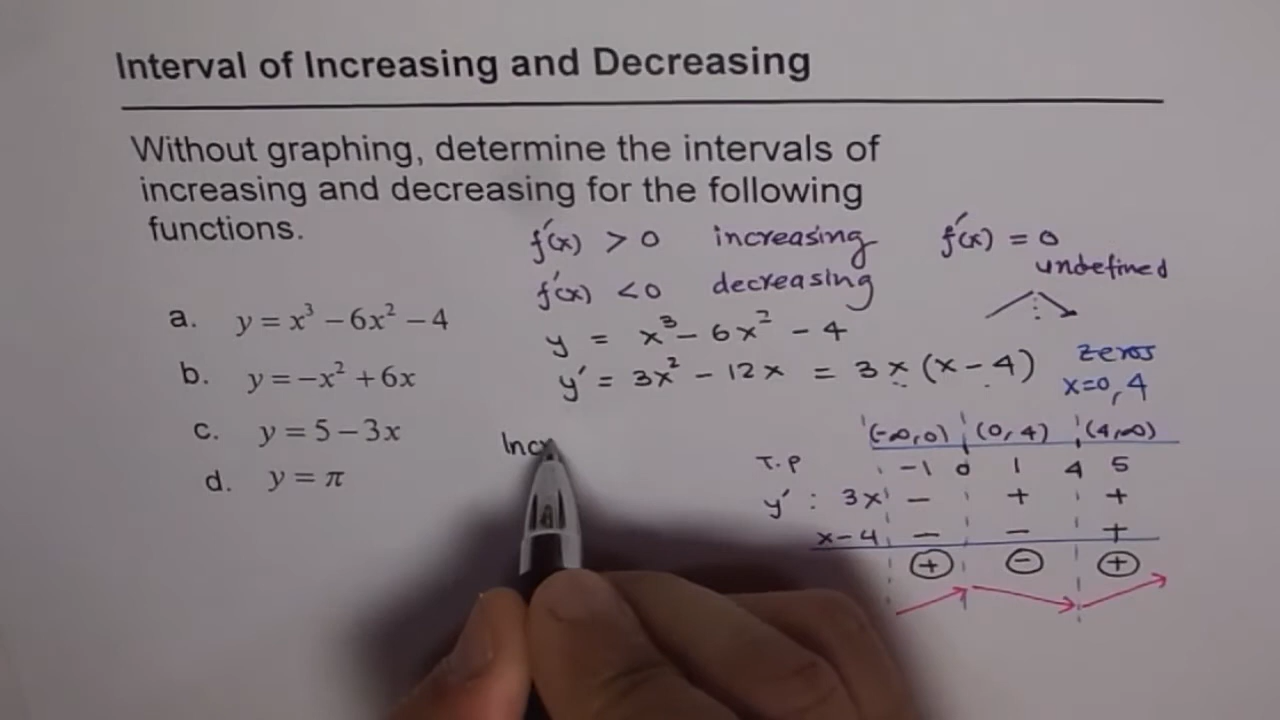 Interval of Increasing and Decreasing
Without graphing, determine the intervals of
increasing and decreasing for the following
functions.
f'(x) > 0 increasing
f'(x) < 0 decreasing
f'(x) = 0
undefined
a. y = x³ – 6x² – 4
b. y = –x² + 6x
c. y = 5 – 3x
d. y = π
y = x³ – 6x² – 4
y' = 3x² – 12x = 3x (x – 4)
zeros
x=0, 4
Incr
(-∞,0) (0, 4) (4,∞)
T.P -1 0 1 4 5
y' : 3x – + +
x–4 – – +
+ – +